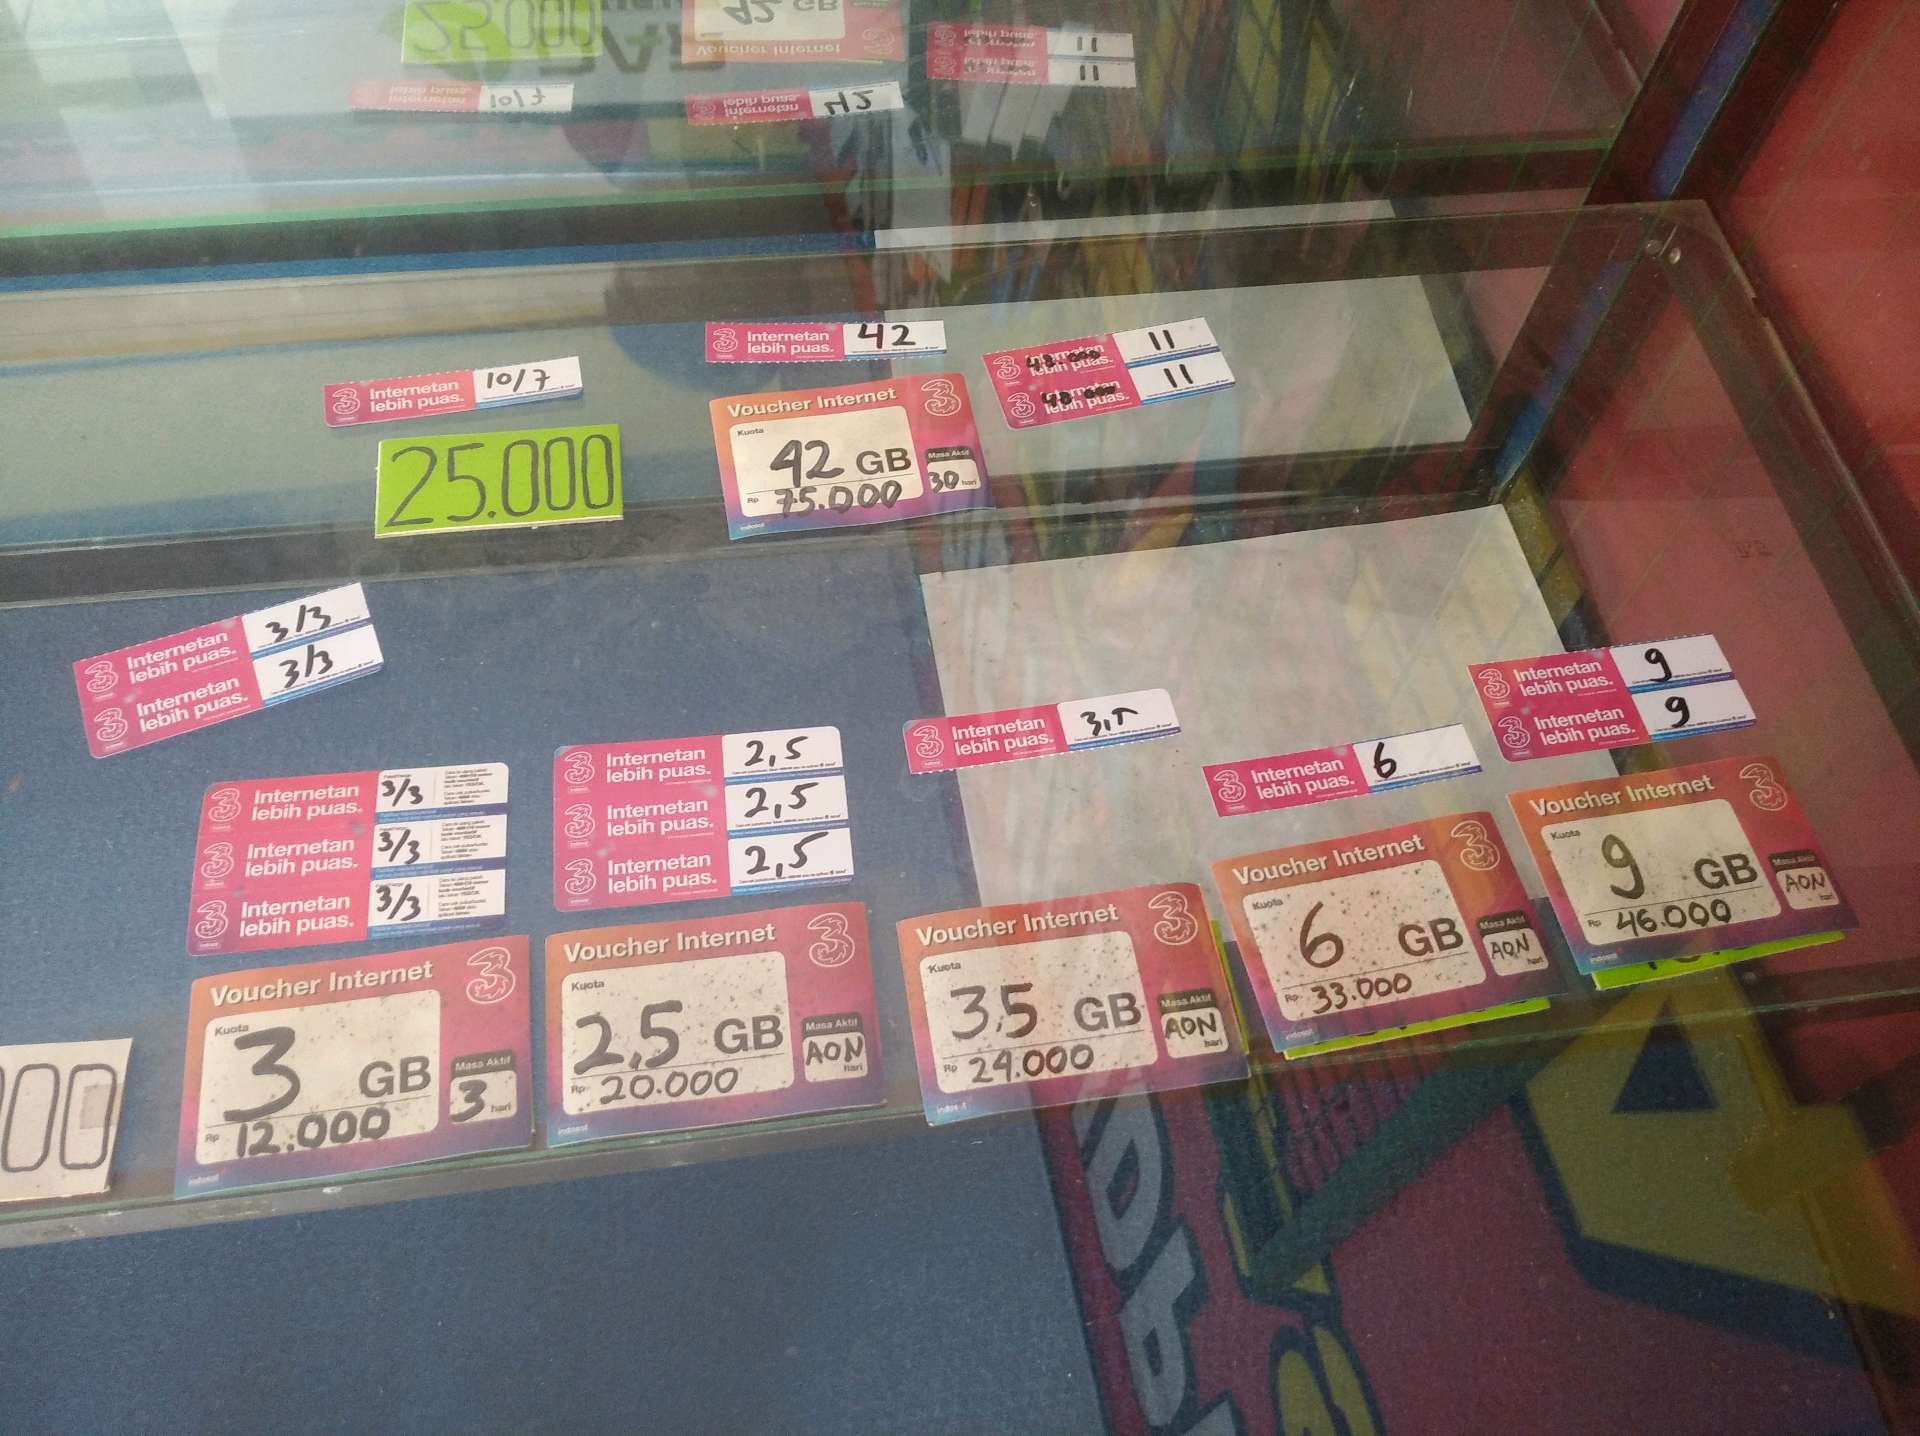 Internetan
lebih puas.
10/7
25.000
Internetan
lebih puas.
42
Voucher Internet
Kuota
42 GB
Rp 75.000
Masa Aktif
30 hari
indosat
lebih puas.
11
lebih puas.
11
Internetan
lebih puas.
3/3
Internetan
lebih puas.
3/3
Internetan
lebih puas.
3/3
Internetan
lebih puas.
3/3
Internetan
lebih puas.
3/3
Voucher Internet
Kuota
3 GB
Rp 12.000
Masa Aktif
3 hari
indosat
Internetan
lebih puas.
2,5
Internetan
lebih puas.
2,5
Internetan
lebih puas.
2,5
Voucher Internet
Kuota
2,5 GB
Rp 20.000
Masa Aktif
AON
hari
indosat
Internetan
lebih puas.
Voucher Internet
Kuota
3,5 GB
Rp 24.000
Masa Aktif
AON
hari
Internetan
lebih puas.
6
Voucher Internet
Kuota
6 GB
Rp 33.000
Masa Aktif
AON
hari
indosat
Internetan
lebih puas.
9
Internetan
lebih puas.
9
Voucher Internet
Kuota
9 GB
Rp 46.000
Masa Aktif
AON
hari
indosat